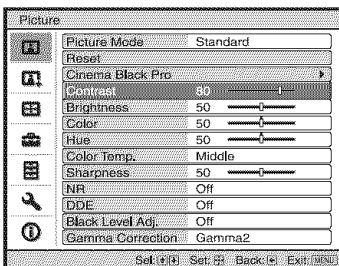 Picture
Picture Mode Standard
Reset
Cinema Black Pro
Contrast 80
Brightness 50
Color 50
Hue 50
Color Temp. Middle
Sharpness 50
NR Off
DDE Off
Black Level Adj. Off
Gamma Correction Gamma2
Sel: Set: Back: Exit: MENU